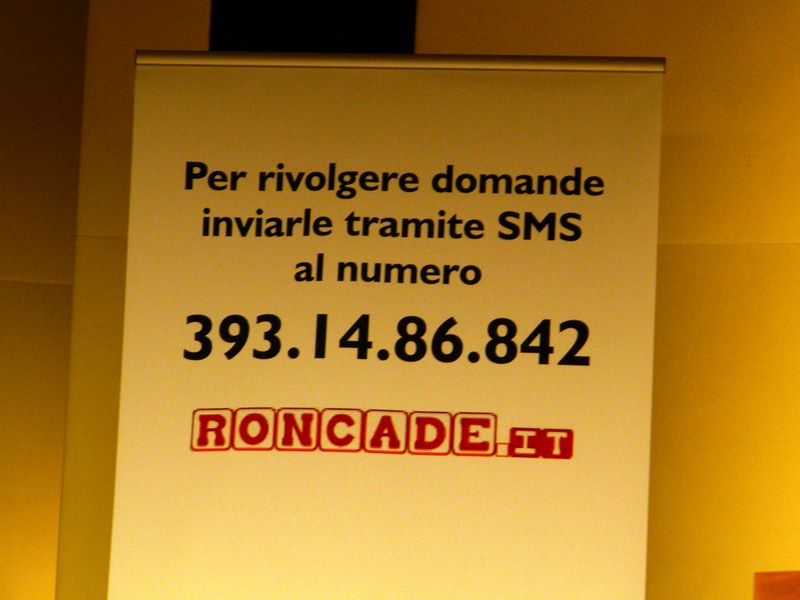 Per rivolgere domande
inviarle tramite SMS
al numero
393.14.86.842
RONCADE.IT